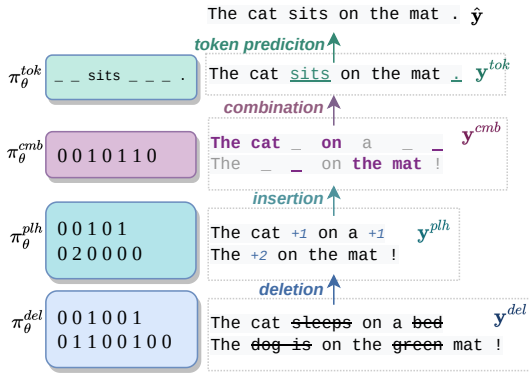 The cat sits on the mat . ŷ
token prediciton
π_θ^tok _ _ sits _ _ _ . The cat sits on the mat . y^tok
combination
π_θ^cmb 0 0 1 0 1 1 0 y^cmb
The cat _ on a _ _
The _ _ on the mat !
insertion
π_θ^plh 0 0 1 0 1 The cat +1 on a +1 y^plh
0 2 0 0 0 0 The +2 on the mat !
deletion
π_θ^del 0 0 1 0 0 1 The cat sleeps on a bed y^del
0 1 1 0 0 1 0 0 The dog is on the green mat !